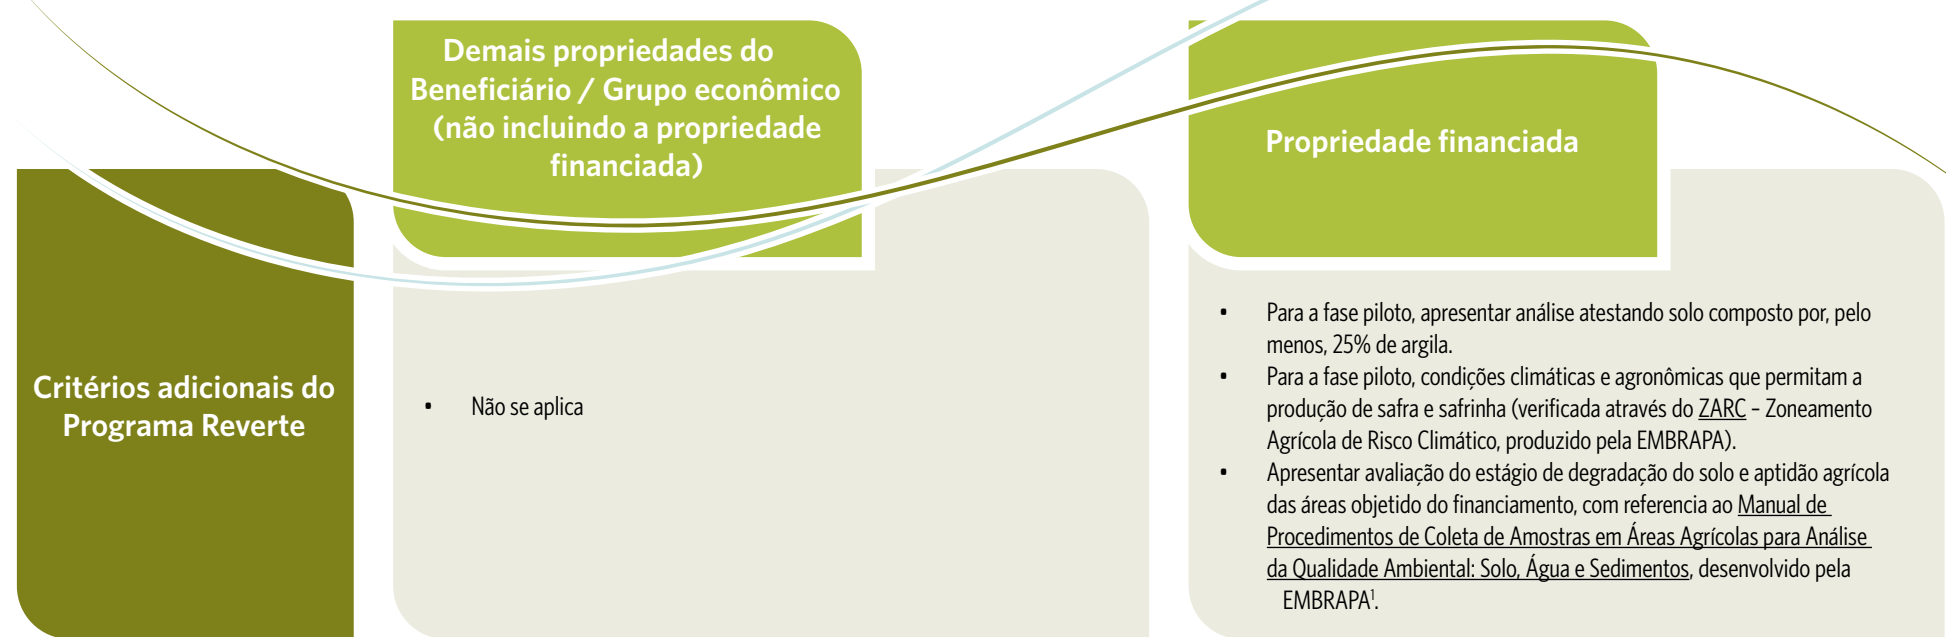 Demais propriedades do
Beneficiário / Grupo econômico
(não incluindo a propriedade
financiada)
Propriedade financiada
Critérios adicionais do
Programa Reverte
• Não se aplica
• Para a fase piloto, apresentar análise atestando solo composto por, pelo
menos, 25% de argila.
• Para a fase piloto, condições climáticas e agronômicas que permitam a
produção de safra e safrinha (verificada através do ZARC – Zoneamento
Agrícola de Risco Climático, produzido pela EMBRAPA).
• Apresentar avaliação do estágio de degradação do solo e aptidão agrícola
das áreas objetido do financiamento, com referencia ao Manual de
Procedimentos de Coleta de Amostras em Áreas Agrícolas para Análise
da Qualidade Ambiental: Solo, Água e Sedimentos, desenvolvido pela
EMBRAPA¹.